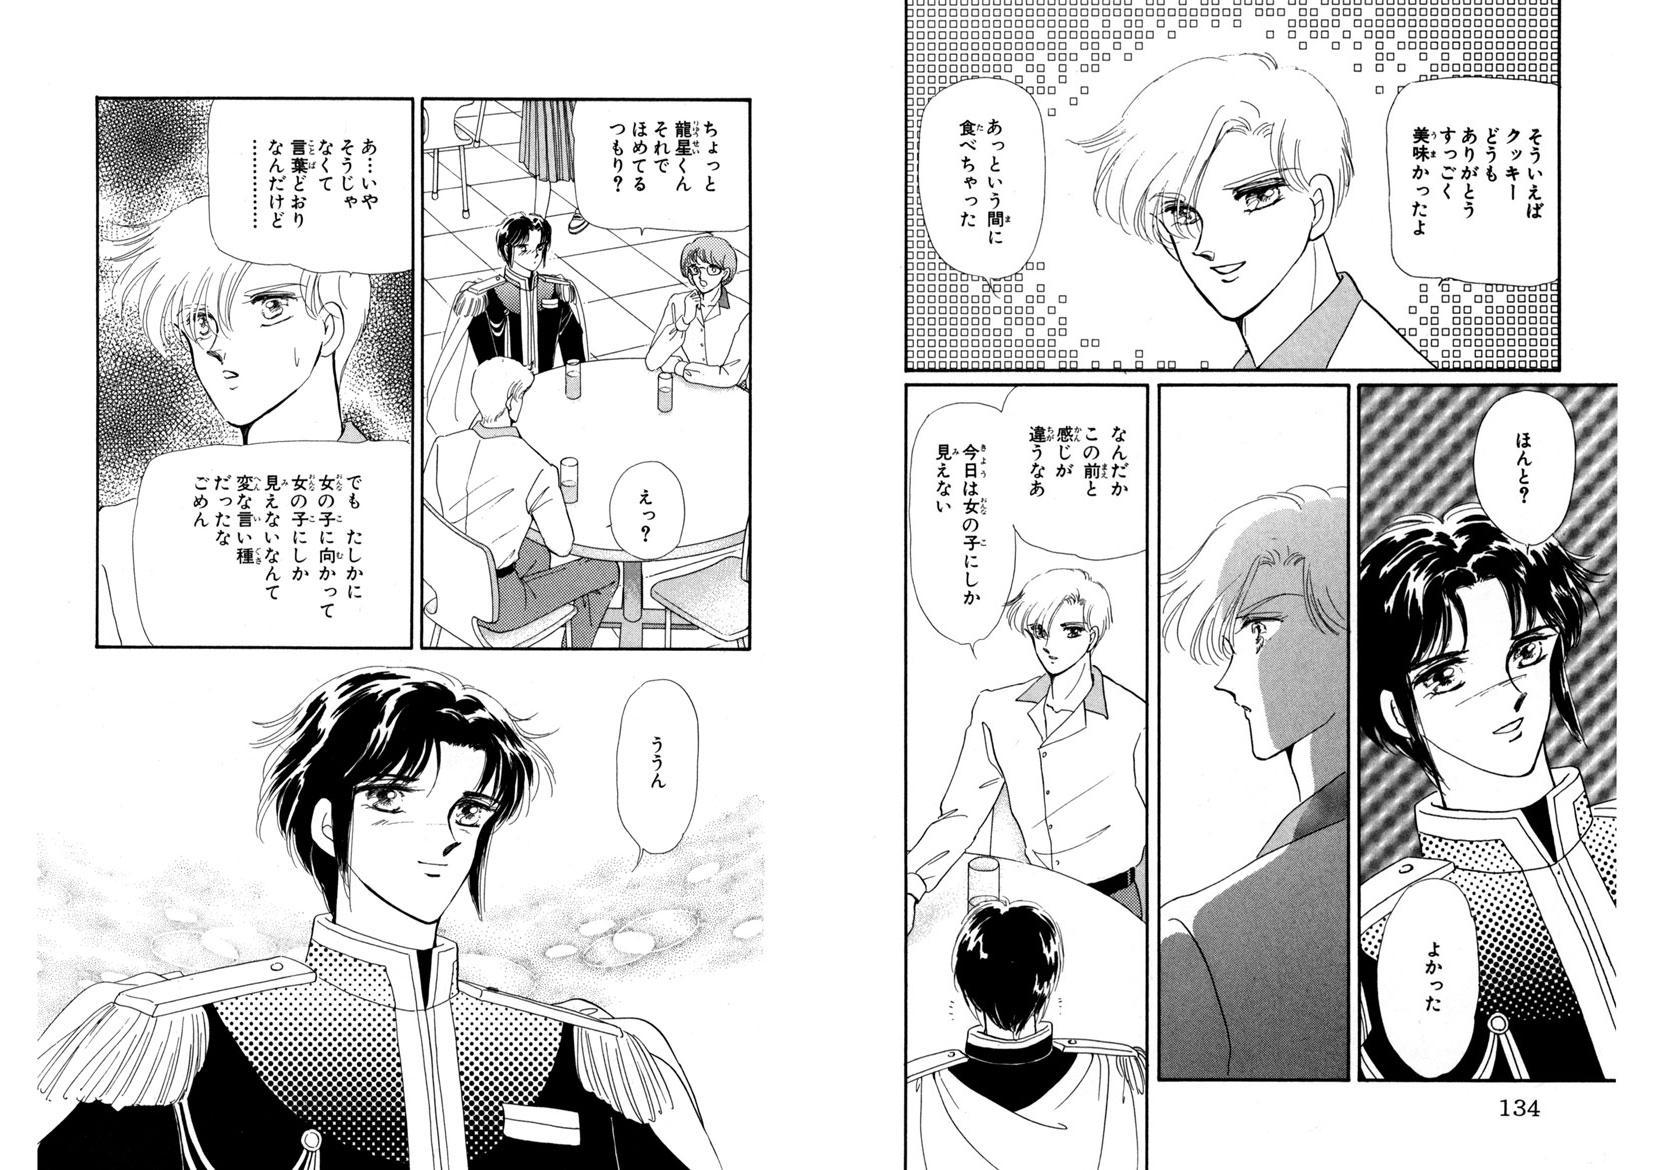 そういえば
クッキー
どうも
ありがとう
すっごく
美味かったよ
あっという間に
食べちゃった
ほんと?
よかった
なんだか
この前と
感じが
違うなあ
今日は女の子にしか
見えない
134
ちょっと
龍星くん
それで
ほめてる
つもり?
えっ?
あ…いや
そうじゃ
なくて
言葉どおり
なんだけど
…………
でも たしかに
女の子に向かって
女の子にしか
見えないなんて
変な言い種
だったな
ごめん
ううん